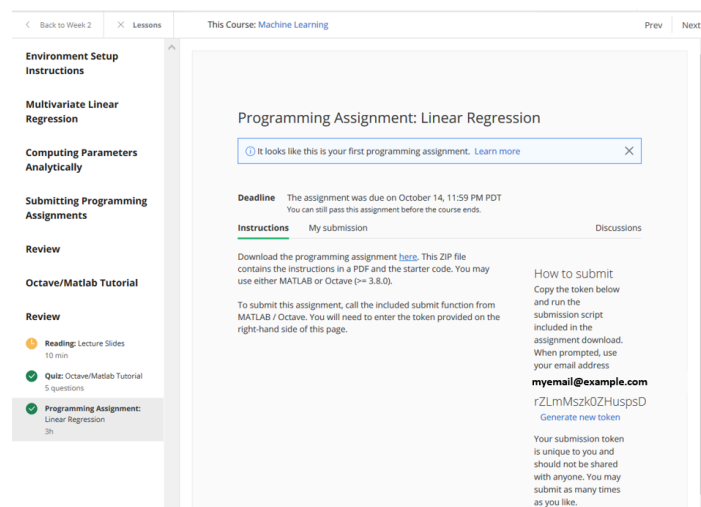 Back to Week 2
Lessons
This Course: Machine Learning
Prev
Next
Environment Setup
Instructions
Multivariate Linear
Regression
Computing Parameters
Analytically
Submitting Programming
Assignments
Review
Octave/Matlab Tutorial
Review
Reading: Lecture Slides
10 min
Quiz: Octave/Matlab Tutorial
5 questions
Programming Assignment:
Linear Regression
3h
Programming Assignment: Linear Regression
It looks like this is your first programming assignment. Learn more
Deadline The assignment was due on October 14, 11:59 PM PDT
You can still pass this assignment before the course ends.
Instructions
My submission
Discussions
Download the programming assignment here. This ZIP file
contains the instructions in a PDF and the starter code. You may
use either MATLAB or Octave (>= 3.8.0).
To submit this assignment, call the included submit function from
MATLAB / Octave. You will need to enter the token provided on the
right-hand side of this page.
How to submit
Copy the token below
and run the
submission script
included in the
assignment download.
When prompted, use
your email address
myemail@example.com
rZLmMszk0ZHuspsD
Generate new token
Your submission token
is unique to you and
should not be shared
with anyone. You may
submit as many times
as you like.